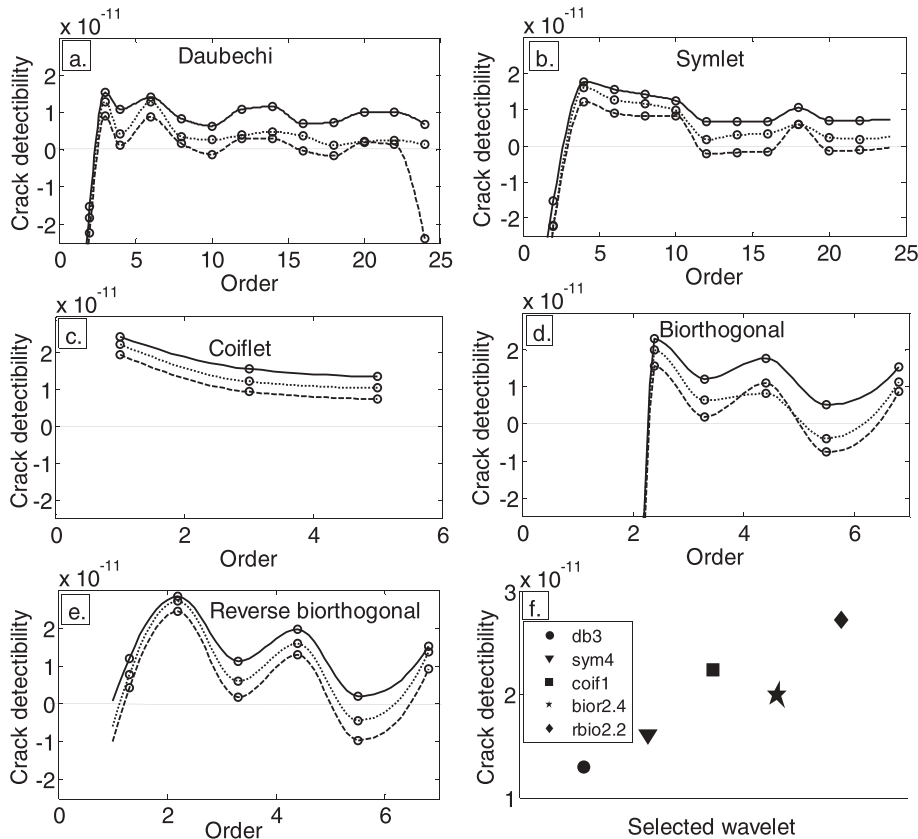 x 10⁻¹¹
a.
Daubechi
Crack detectibility
2
1
0
-1
-2
0 5 10 15 20 25
Order
x 10⁻¹¹
b.
Symlet
Crack detectibility
2
1
0
-1
-2
0 5 10 15 20 25
Order
x 10⁻¹¹
c.
Coiflet
Crack detectibility
2
1
0
-1
-2
0 2 4 6
Order
x 10⁻¹¹
d.
Biorthogonal
Crack detectibility
2
1
0
-1
-2
0 2 4 6
Order
x 10⁻¹¹
e.
Reverse biorthogonal
Crack detectibility
2
1
0
-1
-2
0 2 4 6
Order
x 10⁻¹¹
f.
Crack detectibility
3
2
1
db3
sym4
coif1
bior2.4
rbio2.2
Selected wavelet